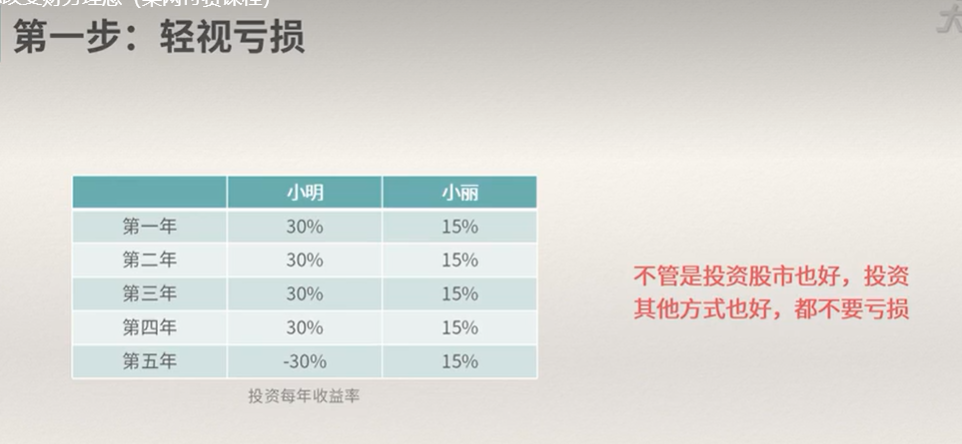 第一步：轻视亏损
小明 小丽
第一年 30% 15%
第二年 30% 15%
第三年 30% 15%
第四年 30% 15%
第五年 -30% 15%
投资每年收益率
不管是投资股市也好，投资
其他方式也好，都不要亏损